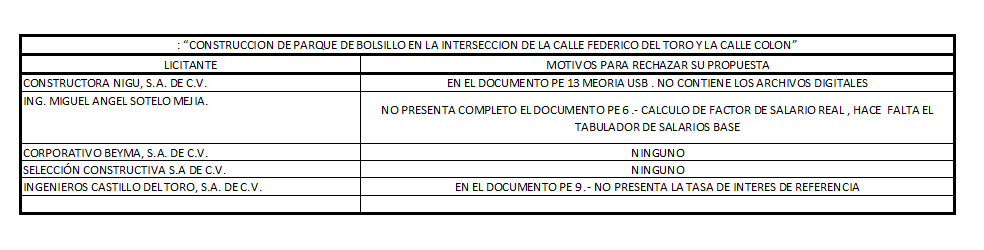 : “CONSTRUCCION DE PARQUE DE BOLSILLO EN LA INTERSECCION DE LA CALLE FEDERICO DEL TORO Y LA CALLE COLON”
LICITANTE MOTIVOS PARA RECHAZAR SU PROPUESTA
CONSTRUCTORA NIGU, S.A. DE C.V. EN EL DOCUMENTO PE 13 MEORIA USB . NO CONTIENE LOS ARCHIVOS DIGITALES
ING. MIGUEL ANGEL SOTELO MEJIA.
NO PRESENTA COMPLETO EL DOCUMENTO PE 6 .- CALCULO DE FACTOR DE SALARIO REAL , HACE FALTA EL
TABULADOR DE SALARIOS BASE
CORPORATIVO BEYMA, S.A. DE C.V. NINGUNO
SELECCIÓN CONSTRUCTIVA S.A DE C.V. NINGUNO
INGENIEROS CASTILLO DEL TORO, S.A. DE C.V. EN EL DOCUMENTO PE 9 .- NO PRESENTA LA TASA DE INTERES DE REFERENCIA